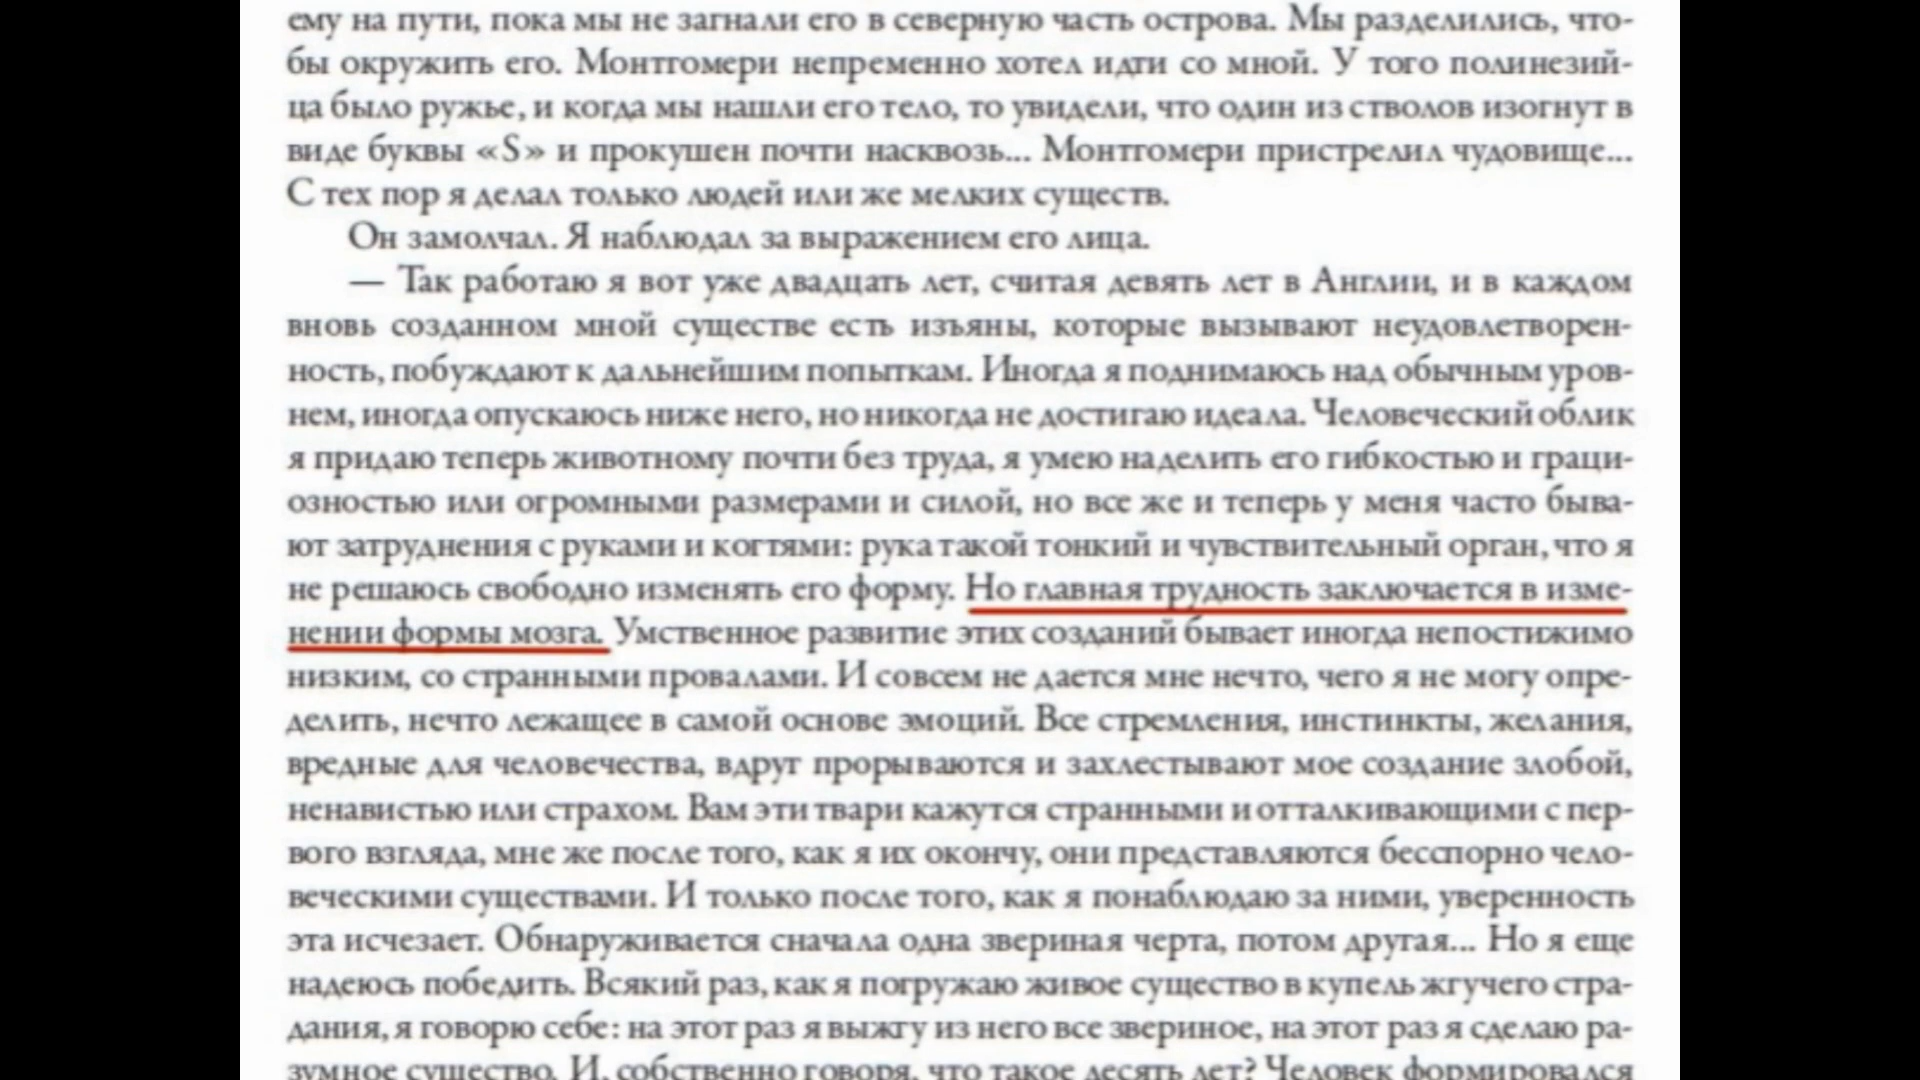 ему на пути, пока мы не загнали его в северную часть острова. Мы разделились, что-
бы окружить его. Монтгомери непременно хотел идти со мной. У того полинезий-
ца было ружье, и когда мы нашли его тело, то увидели, что один из стволов изогнут в
виде буквы «S» и прокушен почти насквозь... Монтгомери пристрелил чудовище...
С тех пор я делал только людей или же мелких существ.
Он замолчал. Я наблюдал за выражением его лица.
— Так работаю я вот уже двадцать лет, считая девять лет в Англии, и в каждом
вновь созданном мной существе есть изъяны, которые вызывают неудовлетворен-
ность, побуждают к дальнейшим попыткам. Иногда я поднимаюсь над обычным уров-
нем, иногда опускаюсь ниже него, но никогда не достигаю идеала. Человеческий облик
я придаю теперь животному почти без труда, я умею наделить его гибкостью и граци-
озностью или огромными размерами и силой, но все же и теперь у меня часто быва-
ют затруднения с руками и когтями: рука такой тонкий и чувствительный орган, что я
не решаюсь свободно изменять его форму. Но главная трудность заключается в изме-
нении формы мозга. Умственное развитие этих созданий бывает иногда непостижимо
низким, со странными провалами. И совсем не дается мне нечто, чего я не могу опре-
делить, нечто лежащее в самой основе эмоций. Все стремления, инстинкты, желания,
вредные для человечества, вдруг прорываются и захлестывают мое создание злобой,
ненавистью или страхом. Вам эти твари кажутся странными и отталкивающими с пер-
вого взгляда, мне же после того, как я их окончу, они представляются бесспорно чело-
веческими существами. И только после того, как я понаблюдаю за ними, уверенность
эта исчезает. Обнаруживается сначала одна звериная черта, потом другая... Но я еще
надеюсь победить. Всякий раз, как я погружаю живое существо в купель жгучего стра-
дания, я говорю себе: на этот раз я выжгу из него все звериное, на этот раз я сделаю ра-
зумное существо. И, собственно говоря, что такое десять лет? Человек формировался